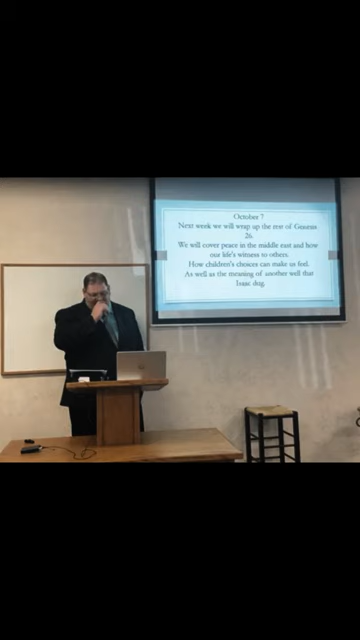 October 7
Next week we will wrap up the rest of Genesis
26.
We will cover peace in the middle east and how
our life's witness to others.
How children's choices can make us feel.
As well as the meaning of another well that
Isaac dug.